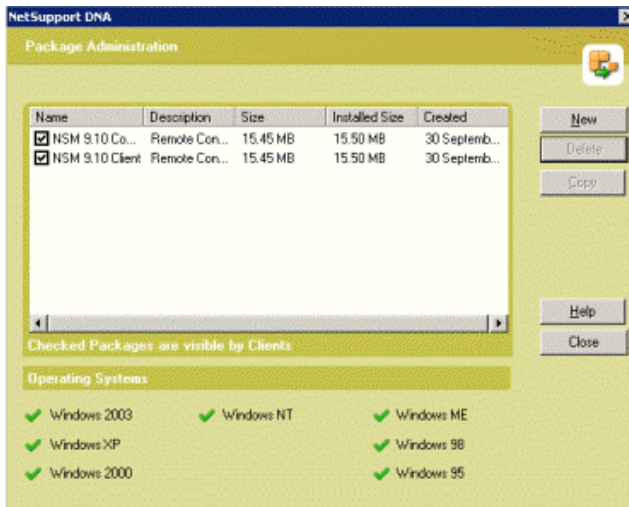 NetSupport DNA
Package Administration
Name Description Size Installed Size Created
NSM 9.10 Co... Remote Con... 15.45 MB 15.50 MB 30 Septemb...
NSM 9.10 Client Remote Con... 15.45 MB 15.50 MB 30 Septemb...
New
Delete
Copy
Help
Close
Checked Packages are visible by Clients
Operating Systems
Windows 2003 Windows NT Windows ME
Windows XP Windows 98
Windows 2000 Windows 95